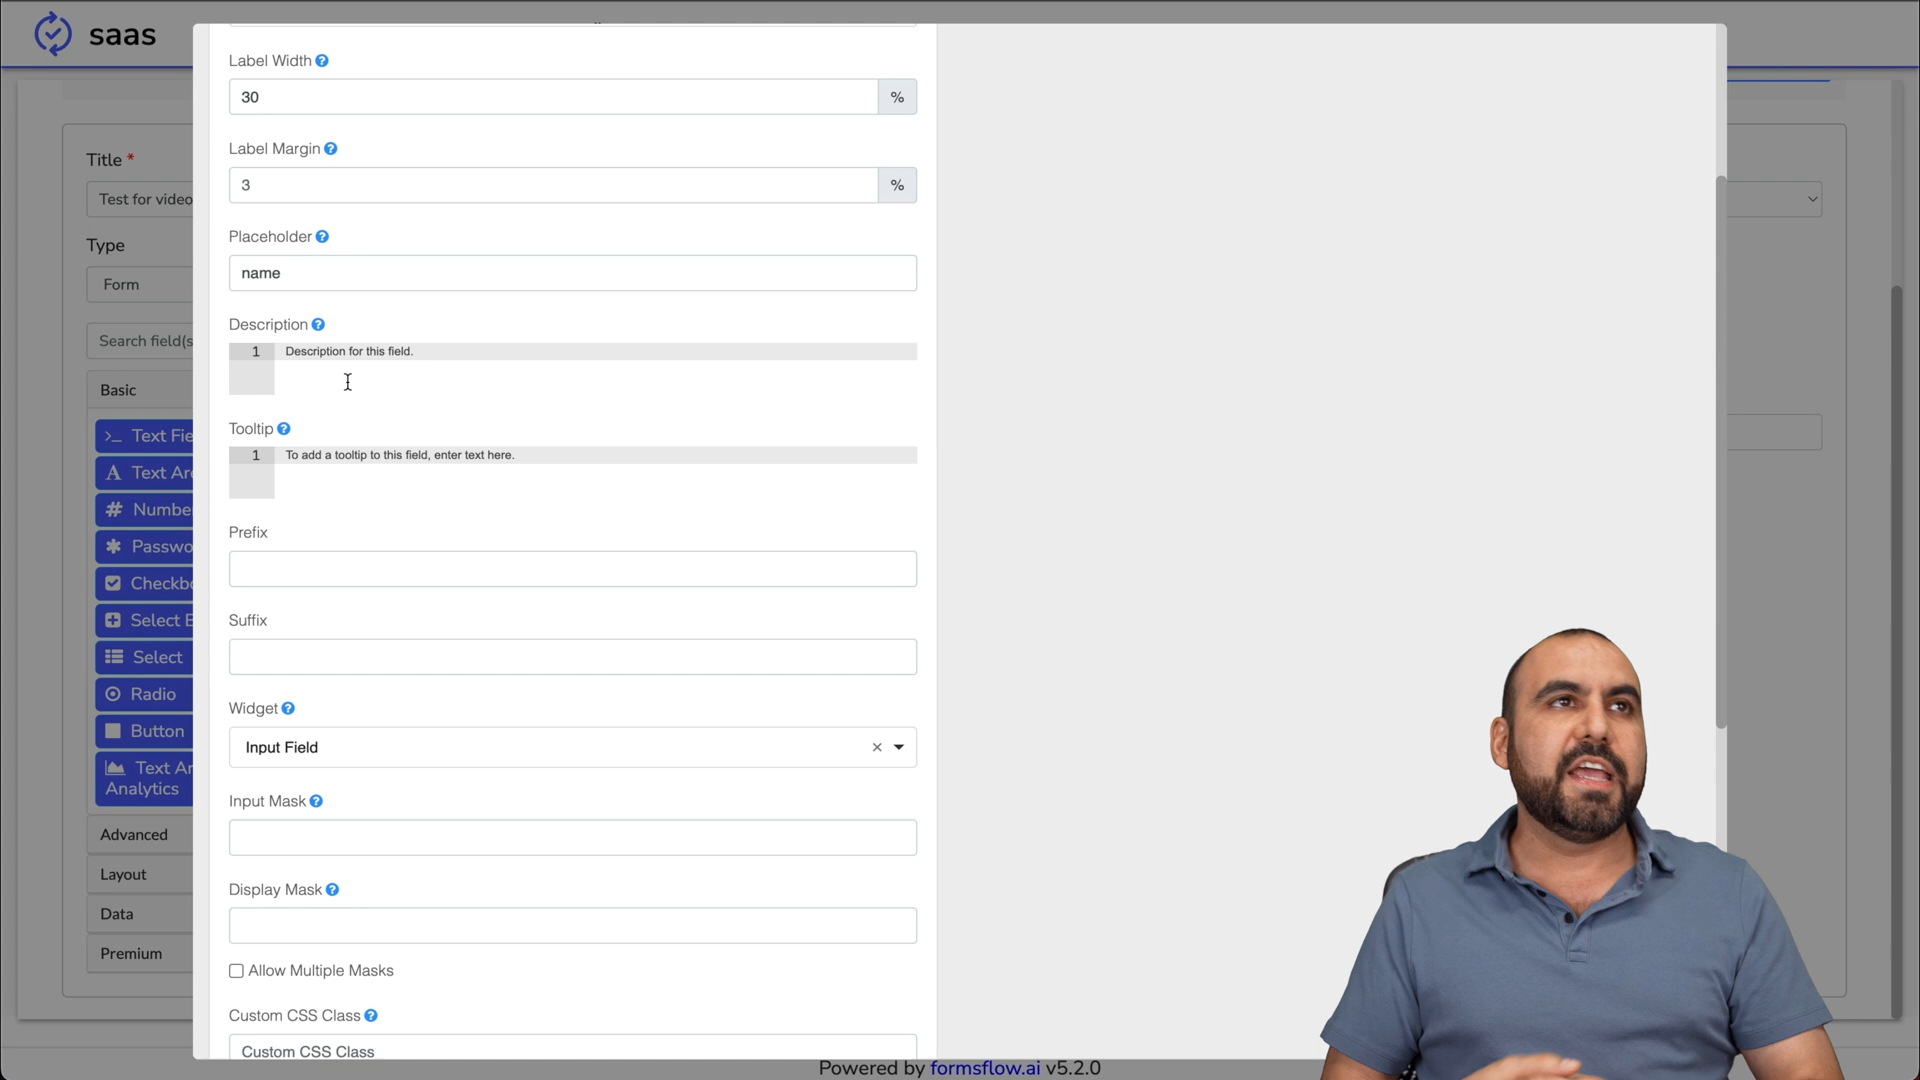 saas
Label Width
30
%
Label Margin
3
%
Placeholder
name
Description
1
Description for this field.
Tooltip
1
To add a tooltip to this field, enter text here.
Prefix
Suffix
Widget
Input Field
Input Mask
Display Mask
Allow Multiple Masks
Custom CSS Class
Custom CSS Class
Title *
Test for video
Type
Form
Search field(s
Basic
Text Fie
Text Are
Numbe
Passwo
Checkbo
Select B
Select
Radio
Button
Text Ar
Analytics
Advanced
Layout
Data
Premium
Powered by formsflow.ai v5.2.0